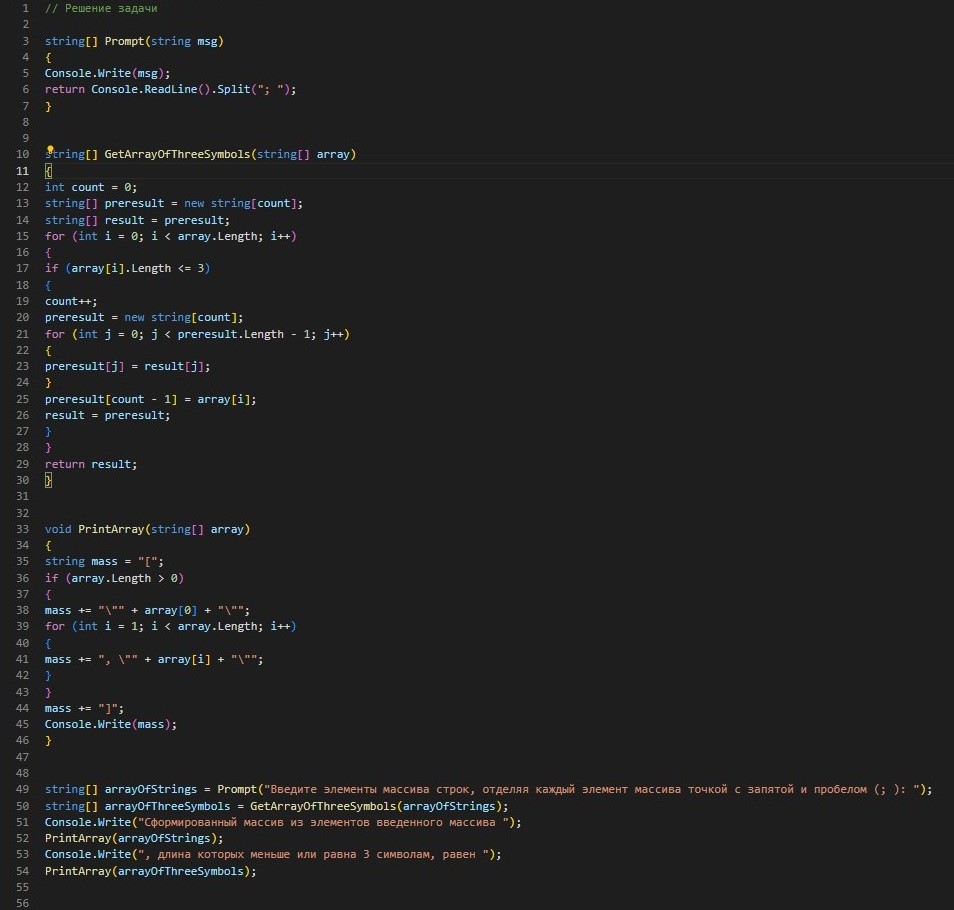 1 // Решение задачи
2
3 string[] Prompt(string msg)
4 {
5 Console.Write(msg);
6 return Console.ReadLine().Split("; ");
7 }
8
9
10 string[] GetArrayOfThreeSymbols(string[] array)
11 {
12 int count = 0;
13 string[] preresult = new string[count];
14 string[] result = preresult;
15 for (int i = 0; i < array.Length; i++)
16 {
17 if (array[i].Length <= 3)
18 {
19 count++;
20 preresult = new string[count];
21 for (int j = 0; j < preresult.Length - 1; j++)
22 {
23 preresult[j] = result[j];
24 }
25 preresult[count - 1] = array[i];
26 result = preresult;
27 }
28 }
29 return result;
30 }
31
32
33 void PrintArray(string[] array)
34 {
35 string mass = "[";
36 if (array.Length > 0)
37 {
38 mass += "\"" + array[0] + "\"";
39 for (int i = 1; i < array.Length; i++)
40 {
41 mass += ", \"" + array[i] + "\"";
42 }
43 }
44 mass += "]";
45 Console.Write(mass);
46 }
47
48
49 string[] arrayOfStrings = Prompt("Введите элементы массива строк, отделяя каждый элемент массива точкой с запятой и пробелом (; ): ");
50 string[] arrayOfThreeSymbols = GetArrayOfThreeSymbols(arrayOfStrings);
51 Console.Write("Сформированный массив из элементов введенного массива ");
52 PrintArray(arrayOfStrings);
53 Console.Write(", длина которых меньше или равна 3 символам, равен ");
54 PrintArray(arrayOfThreeSymbols);
55
56